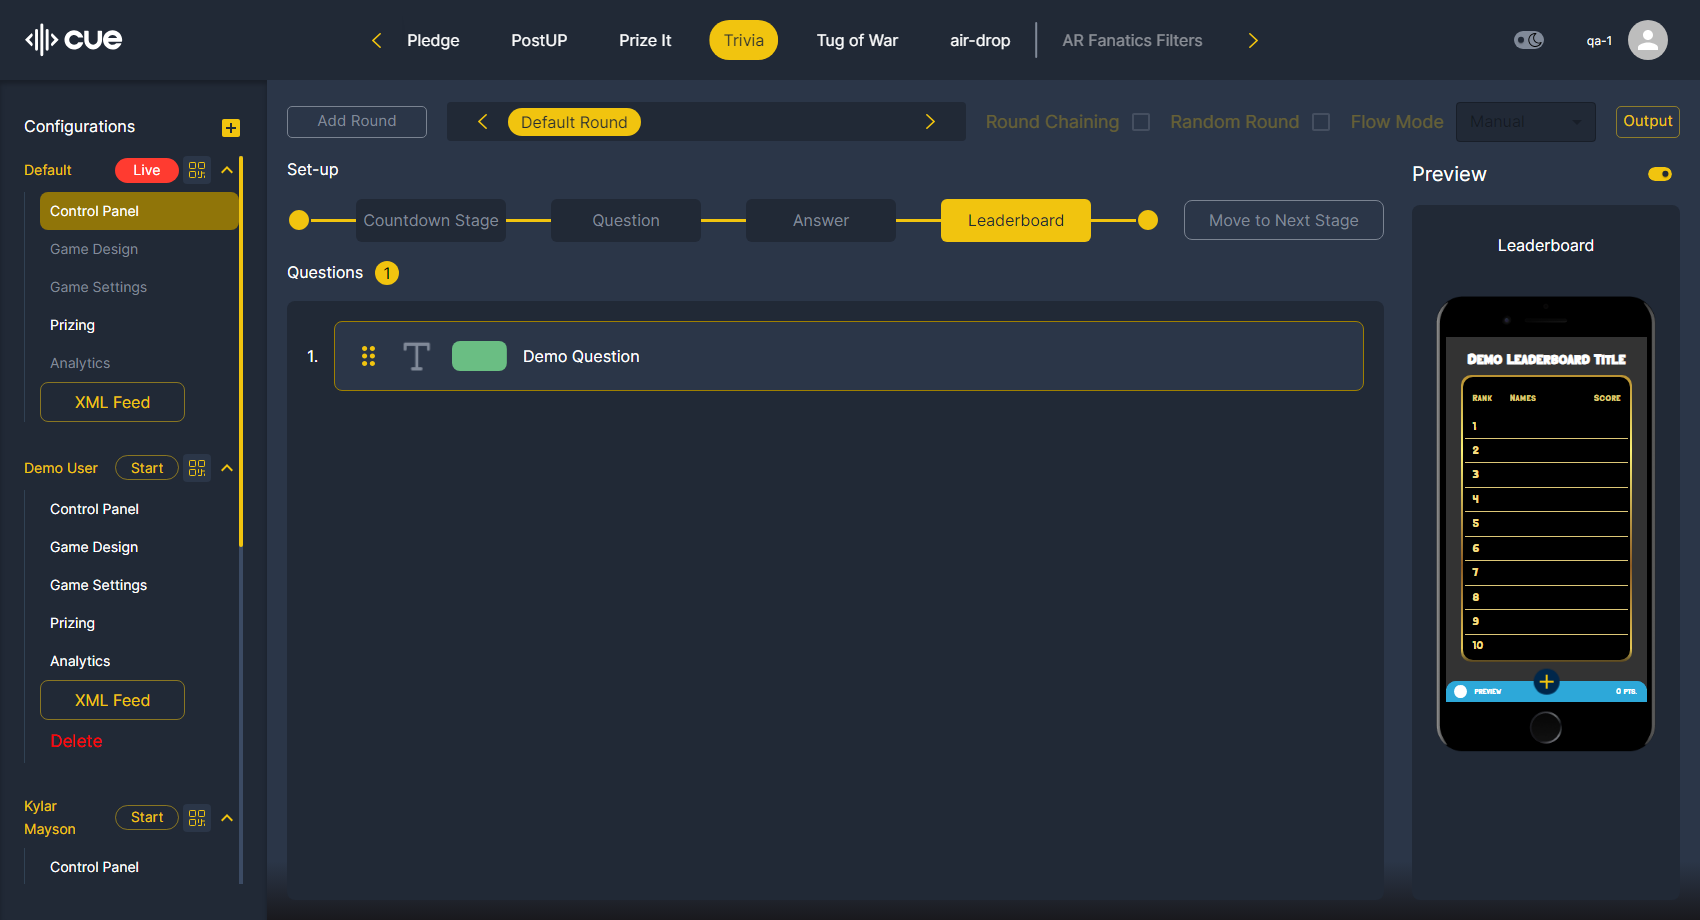 cue
Pledge
PostUP
Prize It
Trivia
Tug of War
air-drop
AR Fanatics Filters
qa-1
Configurations
Default
Live
Control Panel
Game Design
Game Settings
Prizing
Analytics
XML Feed
Demo User
Start
Control Panel
Game Design
Game Settings
Prizing
Analytics
XML Feed
Delete
Kylar
Mayson
Start
Control Panel
Add Round
Default Round
Round Chaining
Random Round
Flow Mode
Manual
Output
Set-up
Countdown Stage
Question
Answer
Leaderboard
Move to Next Stage
Questions 1
1.
Demo Question
Preview
Leaderboard
Demo Leaderboard Title
Rank Names Score
1
2
3
4
5
6
7
8
9
10
PREVIEW
0 PTS.